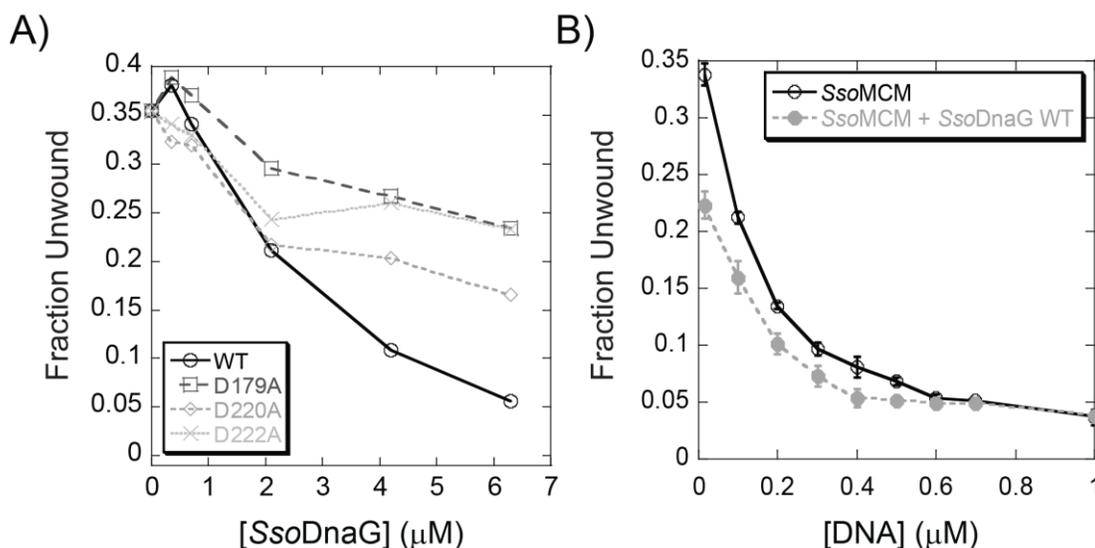 A)
Fraction Unwound
0.4
0.35
0.3
0.25
0.2
0.15
0.1
0.05
0
WT
D179A
D220A
D222A
0 1 2 3 4 5 6 7
[SsoDnaG] (μM)
B)
Fraction Unwound
0.35
0.3
0.25
0.2
0.15
0.1
0.05
0
SsoMCM
SsoMCM + SsoDnaG WT
0 0.2 0.4 0.6 0.8 1
[DNA] (μM)